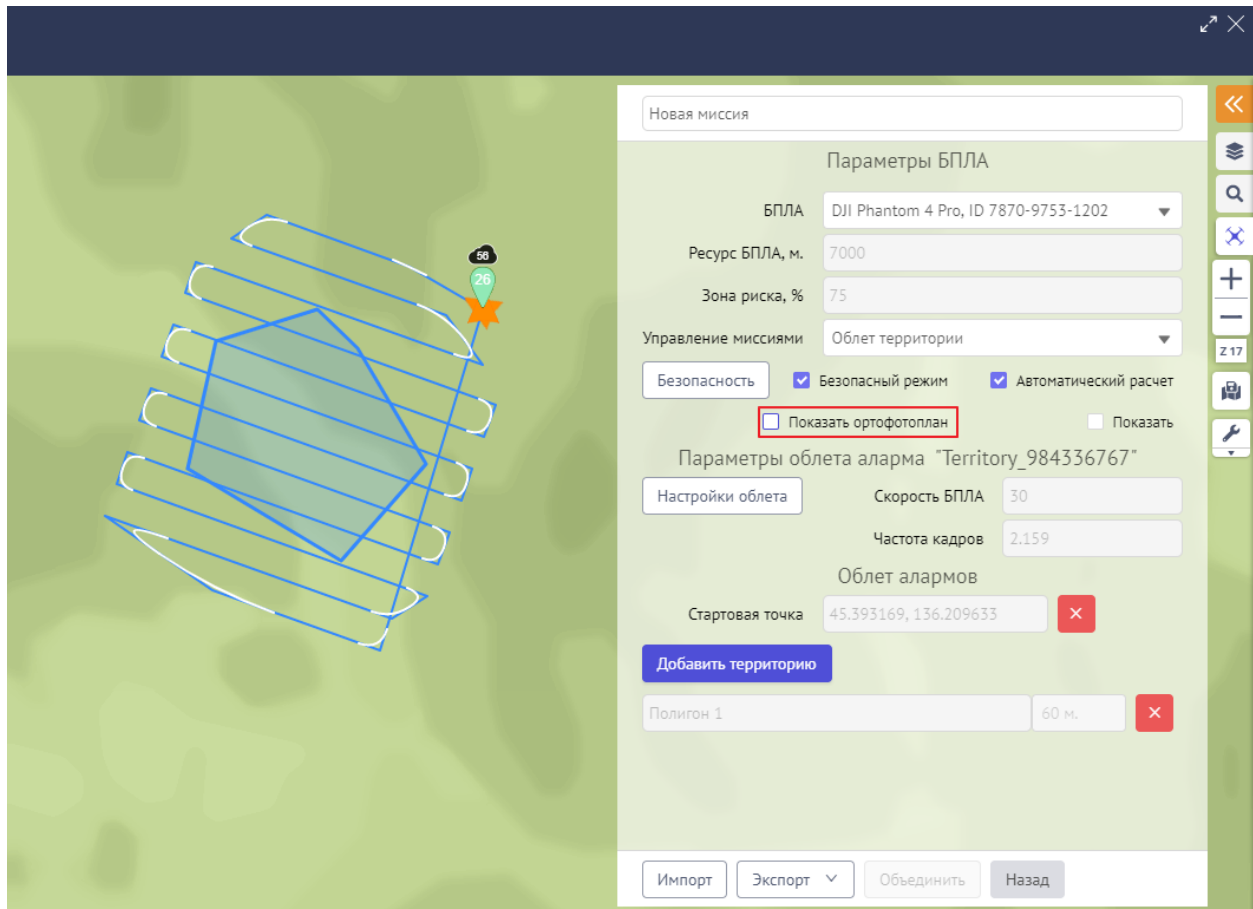 Новая миссия
Параметры БПЛА
БПЛА DJI Phantom 4 Pro, ID 7870-9753-1202
Ресурс БПЛА, м. 7000
Зона риска, % 75
Управление миссиями Облет территории
Безопасность Безопасный режим Автоматический расчет
Показать ортофотоплан Показать
Параметры облета аларма "Territory_984336767"
Настройки облета Скорость БПЛА 30
Частота кадров 2.159
Облет алармов
Стартовая точка 45.393169, 136.209633
Добавить территорию
Полигон 1 60 м.
Импорт Экспорт Объединить Назад
56
26
Z 17